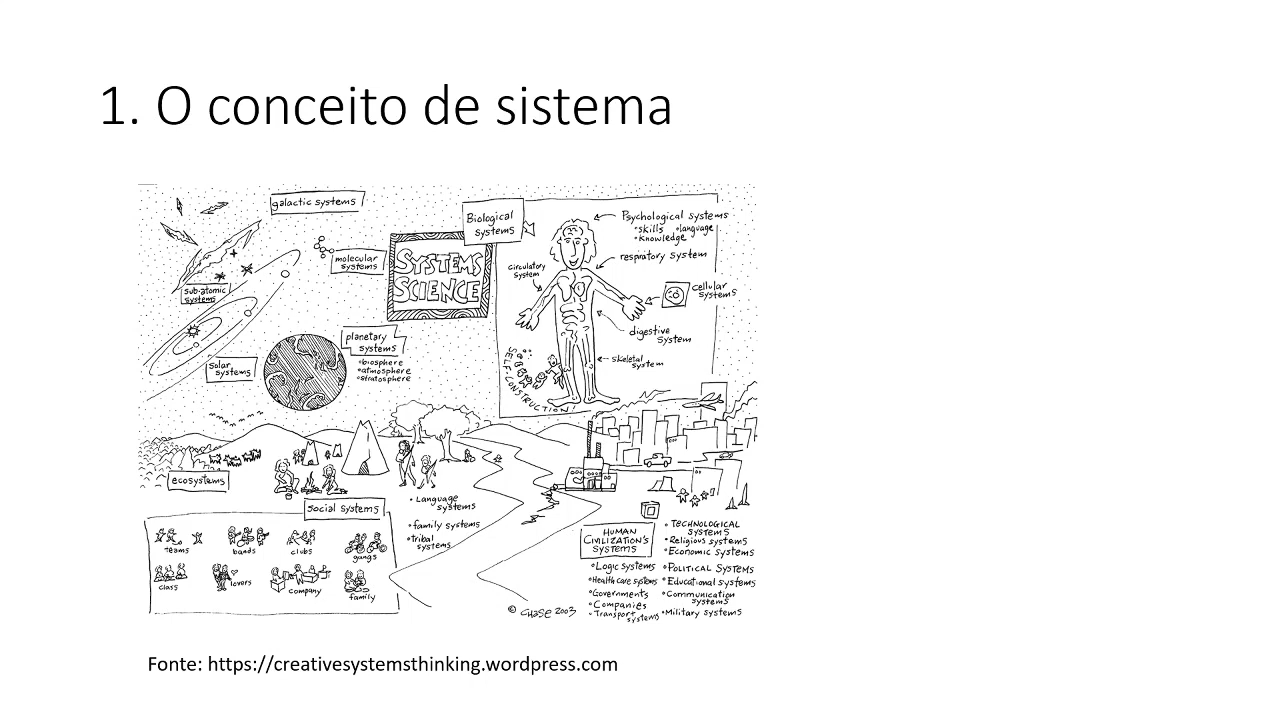 1. O conceito de sistema
galactic systems
molecular
systems
sub-atomic
systems
Solar
systems
planetary
systems
•biosphere
•atmosphere
•stratosphere
SYSTEMS
SCIENCE
Biological
systems
Psychological systems
•skills •language
•knowledge
respratory system
circulatory
system
cellular
systems
digestive
system
skeletal
system
SELF-CONSTRUCTION!
ecosystems
social systems
teams
bands
clubs
gangs
class
lovers
company
family
• Language
systems
•family systems
•tribal
systems
HUMAN
CIVILIZATION'S
SYSTEMS
•Logic systems
•Health care systems
•Governments
•Companies
•Transport
systems
• TECHNOLOGICAL
SYSTEMS
•Religious systems
•Economic systems
•POLITICAL SYSTEMS
•Educational systems
•Communication
systems
•Military systems
© CHASE 2003
Fonte: https://creativesystemsthinking.wordpress.com